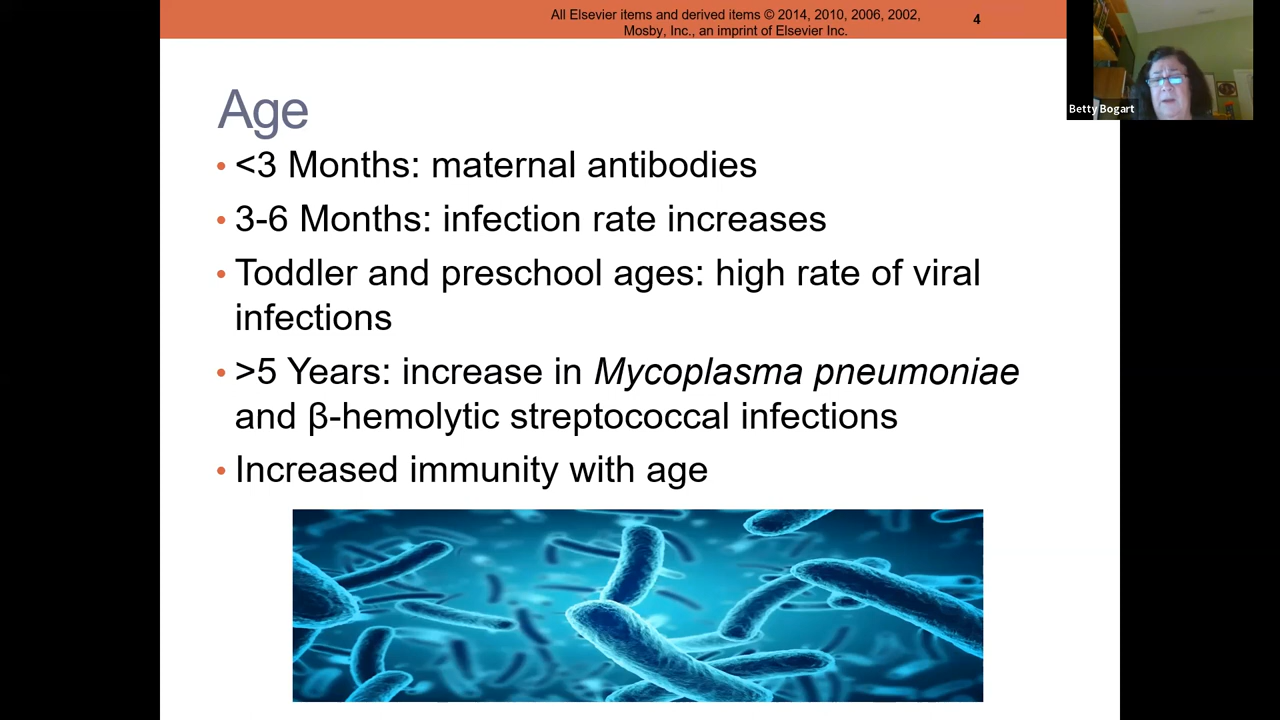 All Elsevier items and derived items © 2014, 2010, 2006, 2002,
Mosby, Inc., an imprint of Elsevier Inc.
4
Betty Bogart
Age
• <3 Months: maternal antibodies
• 3-6 Months: infection rate increases
• Toddler and preschool ages: high rate of viral
infections
• >5 Years: increase in Mycoplasma pneumoniae
and β-hemolytic streptococcal infections
• Increased immunity with age